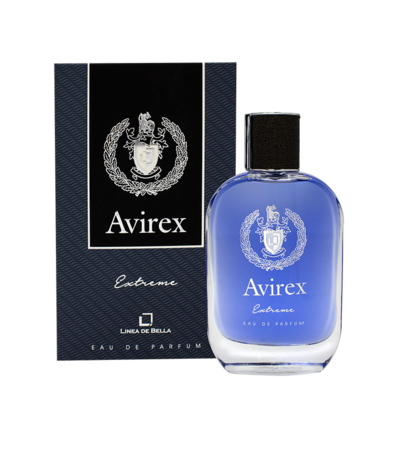 Avirex
Extreme
LINEA DE BELLA
EAU DE PARFUM
Avirex
Extreme
EAU DE PARFUM